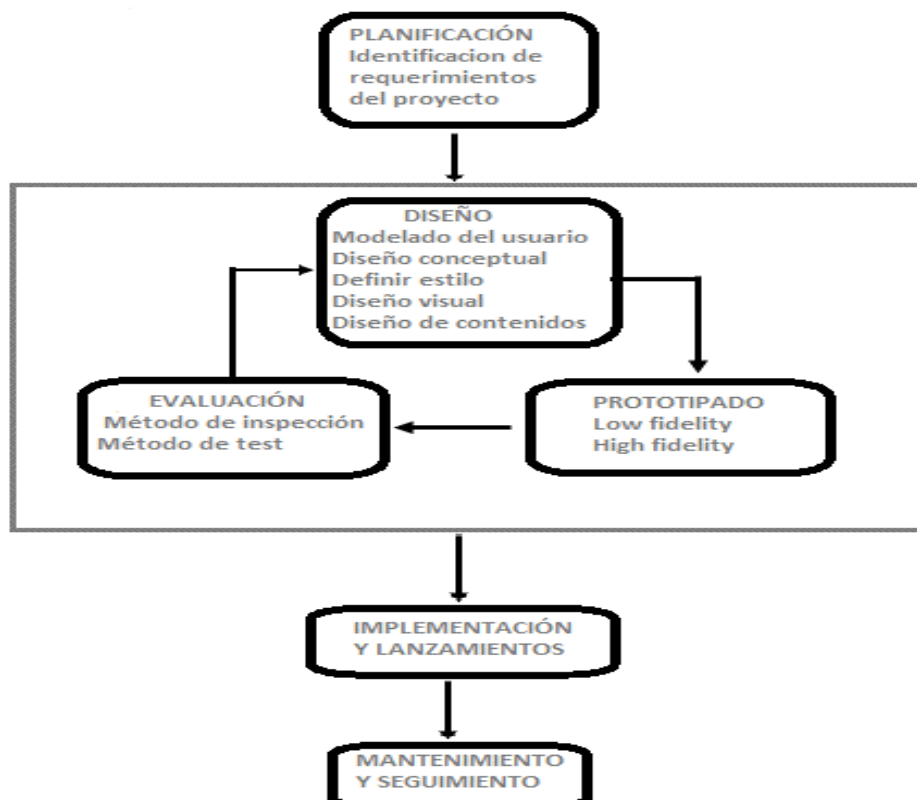 PLANIFICACIÓN
Identificacion de
requerimientos
del proyecto
DISEÑO
Modelado del usuario
Diseño conceptual
Definir estilo
Diseño visual
Diseño de contenidos
EVALUACIÓN
Método de inspección
Método de test
PROTOTIPADO
Low fidelity
High fidelity
IMPLEMENTACIÓN
Y LANZAMIENTOS
MANTENIMIENTO
Y SEGUIMIENTO